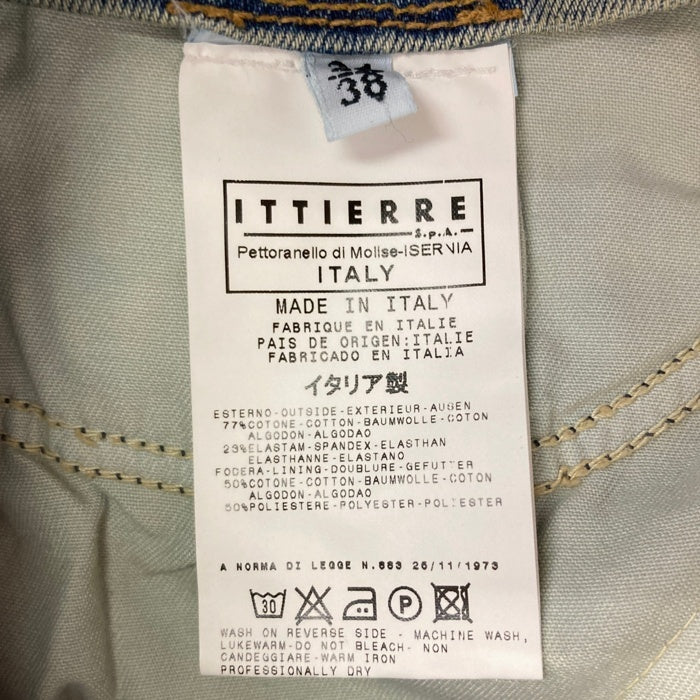 24
38
ITTIERRE
S.p.A.
Pettoranello di Molise-ISERNIA
ITALY
MADE IN ITALY
FABRIQUE EN ITALIE
PAIS DE ORIGEN:ITALIE
FABRICADO EN ITALIA
イタリア製
ESTERNO-OUTSIDE-EXTERIEUR-AUSEN
77%COTONE-COTTON-BAUMWOLLE-COTON
ALGODON-ALGODAO
23%ELASTAM-SPANDEX-ELASTHAN
ELASTHANNE-ELASTANO
FODERA-LINING-DOUBLURE-GEFUTTER
50%COTONE-COTTON-BAUMWOLLE-COTON
ALGODON-ALGODAO
50%POLIESTERE-POLYESTER-POLIESTER
A NORMA DI LEGGE N.883 26/11/1973
30
P
WASH ON REVERSE SIDE - MACHINE WASH,
LUKEWARM-DO NOT BLEACH- NON
CANDEGGIARE-WARM IRON
PROFESSIONALLY DRY